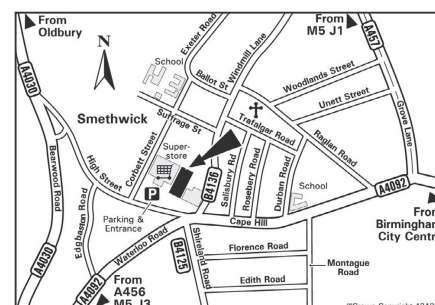 From
Oldbury
N
School
Exeter Road
Ballot St
Windmill Lane
From
M5 J1
A457
A4030
Woodlands Street
Unett Street
Grove Lane
Smethwick
Suffrage St
Trafalgar Road
Raglan Road
Bearwood Road
High Street
Corbett Street
Super-
store
P
B4136
Salisbury Rd
Rosebery Road
Durban Road
School
A4092
Parking &
Entrance
Cape Hill
From
Birmingham
City Centre
Edgbaston Road
Waterloo Road
B4125
Shireland Road
Florence Road
Edith Road
Montague
Road
A4030
A4092
From
A456
M5 J3